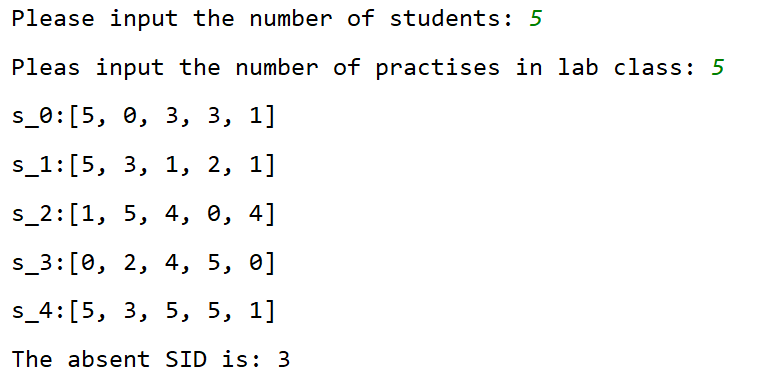 Please input the number of students: 5
Pleas input the number of practises in lab class: 5
s_0:[5, 0, 3, 3, 1]
s_1:[5, 3, 1, 2, 1]
s_2:[1, 5, 4, 0, 4]
s_3:[0, 2, 4, 5, 0]
s_4:[5, 3, 5, 5, 1]
The absent SID is: 3